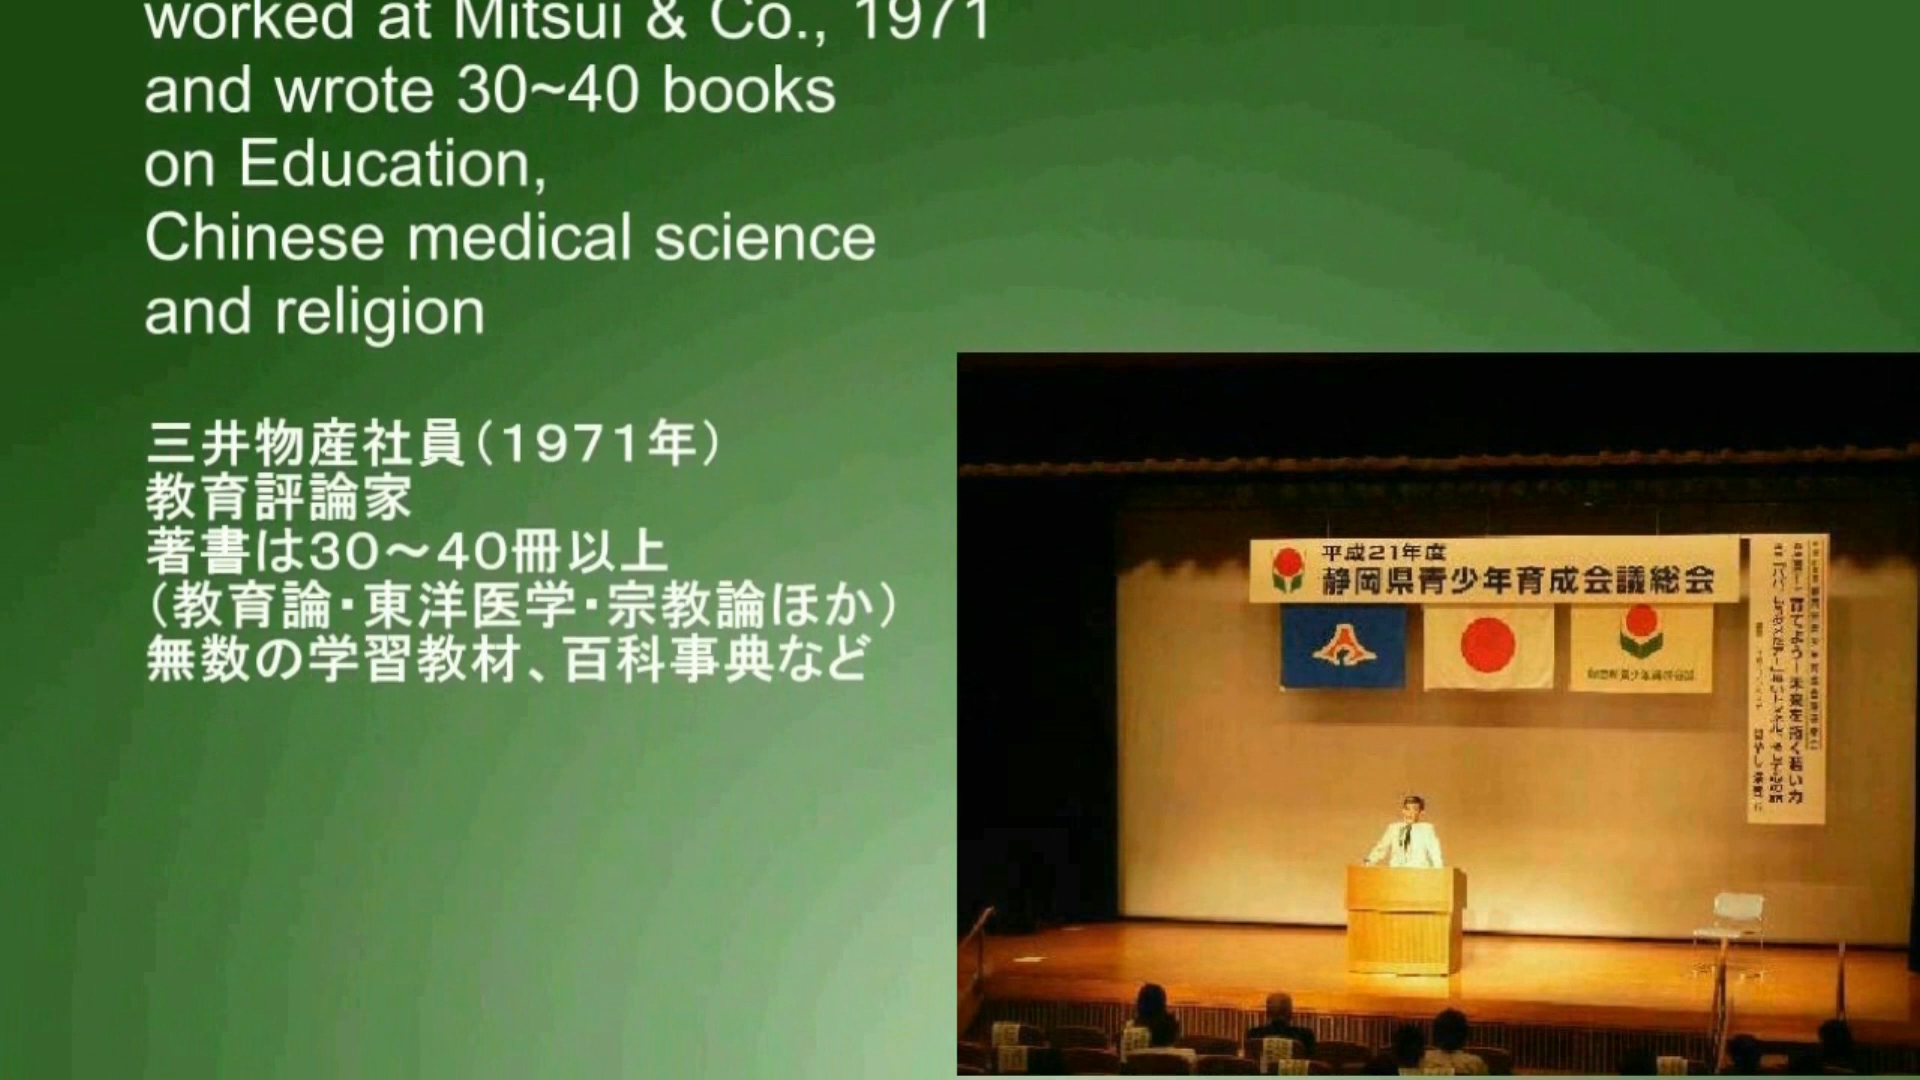 worked at Mitsui & Co., 1971
and wrote 30~40 books
on Education,
Chinese medical science
and religion
三井物産社員（1971年）
教育評論家
著書は30～40冊以上
（教育論・東洋医学・宗教論ほか）
無数の学習教材、百科事典など
平成21年度
静岡県青少年育成会議総会